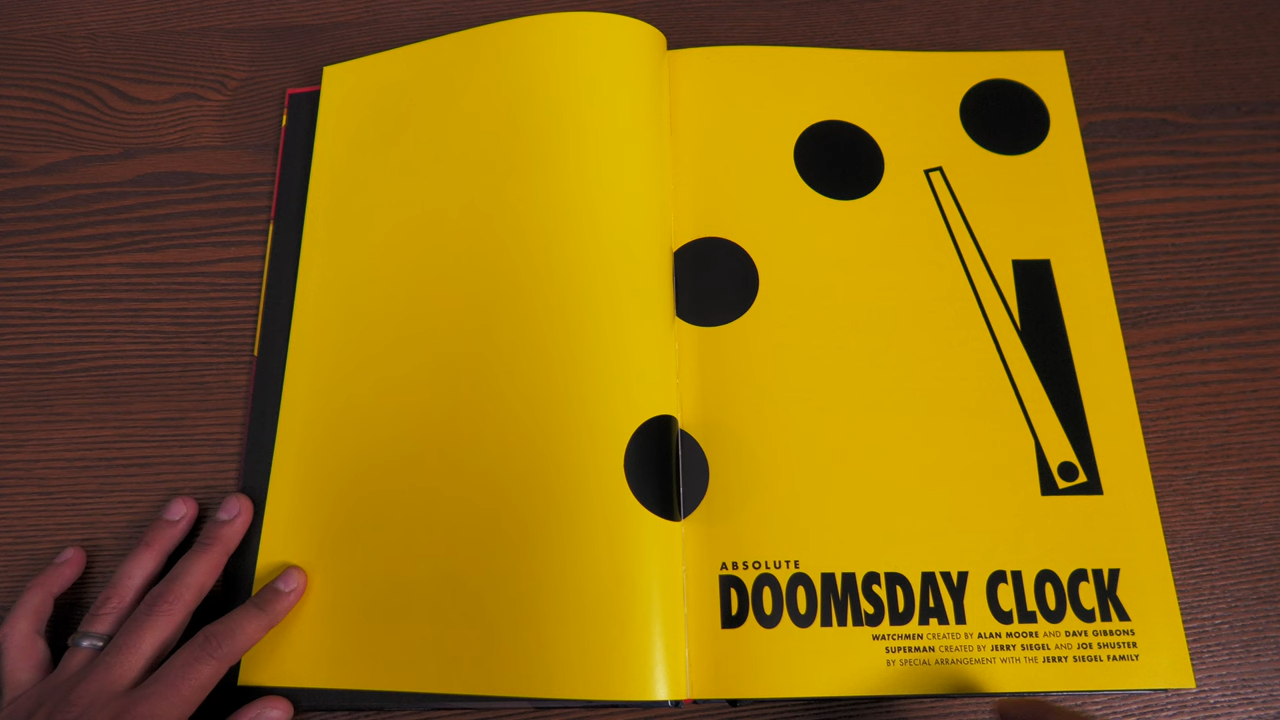 ABSOLUTE
DOOMSDAY CLOCK
WATCHMEN CREATED BY ALAN MOORE AND DAVE GIBBONS
SUPERMAN CREATED BY JERRY SIEGEL AND JOE SHUSTER
BY SPECIAL ARRANGEMENT WITH THE JERRY SIEGEL FAMILY